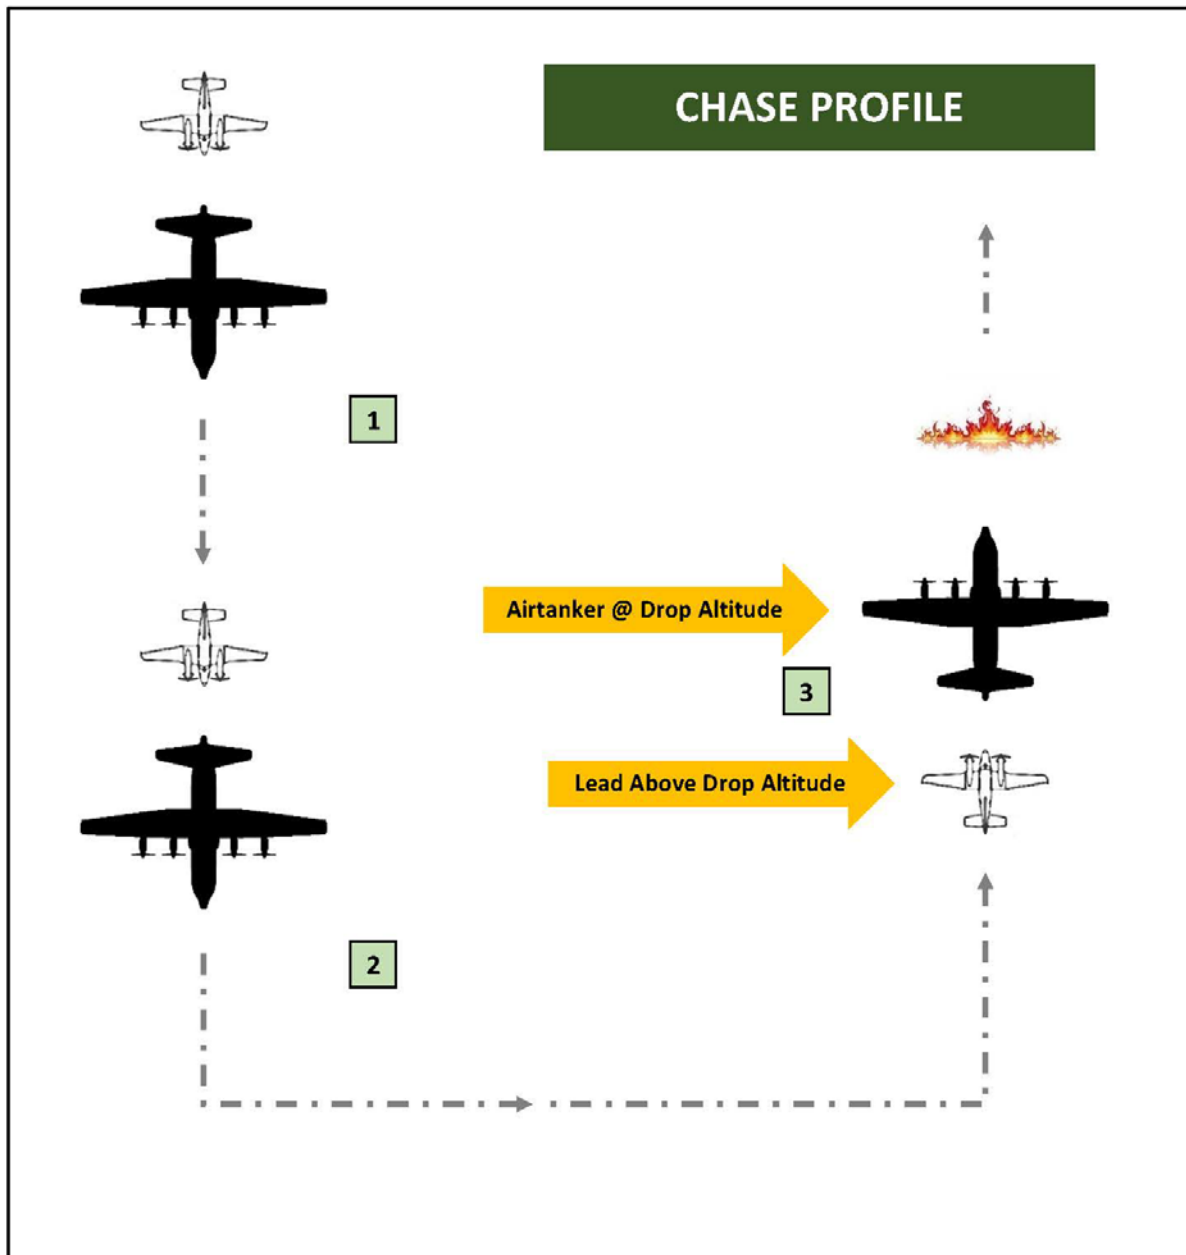 CHASE PROFILE
1
Airtanker @ Drop Altitude
3
Lead Above Drop Altitude
2